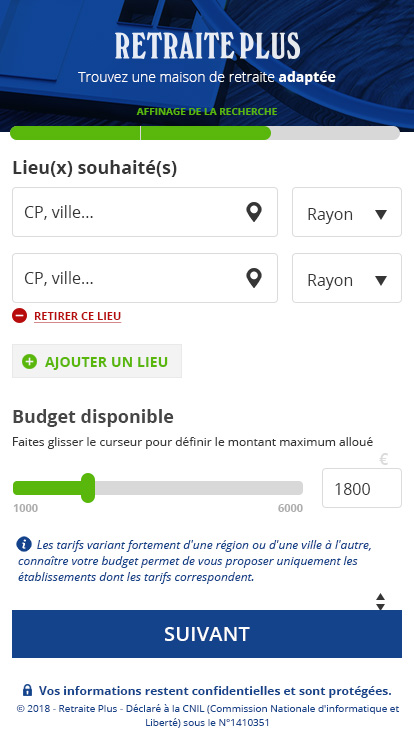 RETRAITE PLUS
Trouvez une maison de retraite adaptée
AFFINAGE DE LA RECHERCHE
Lieu(x) souhaité(s)
CP, ville... Rayon
CP, ville... Rayon
RETIRER CE LIEU
AJOUTER UN LIEU
Budget disponible
Faites glisser le curseur pour définir le montant maximum alloué
€
1800
1000 6000
Les tarifs variant fortement d'une région ou d'une ville à l'autre,
connaître votre budget permet de vous proposer uniquement les
établissements dont les tarifs correspondent.
SUIVANT
Vos informations restent confidentielles et sont protégées.
© 2018 - Retraite Plus - Déclaré à la CNIL (Commission Nationale d'informatique et
Liberté) sous le N°1410351